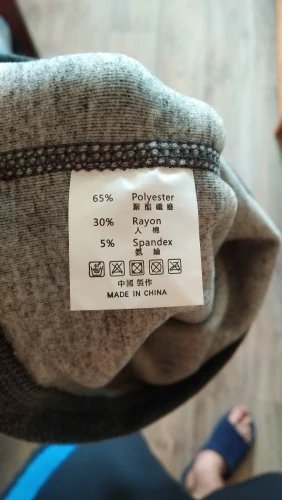 65% Polyester
聚酯纖維
30% Rayon
人棉
5% Spandex
氨綸
中國製作
MADE IN CHINA